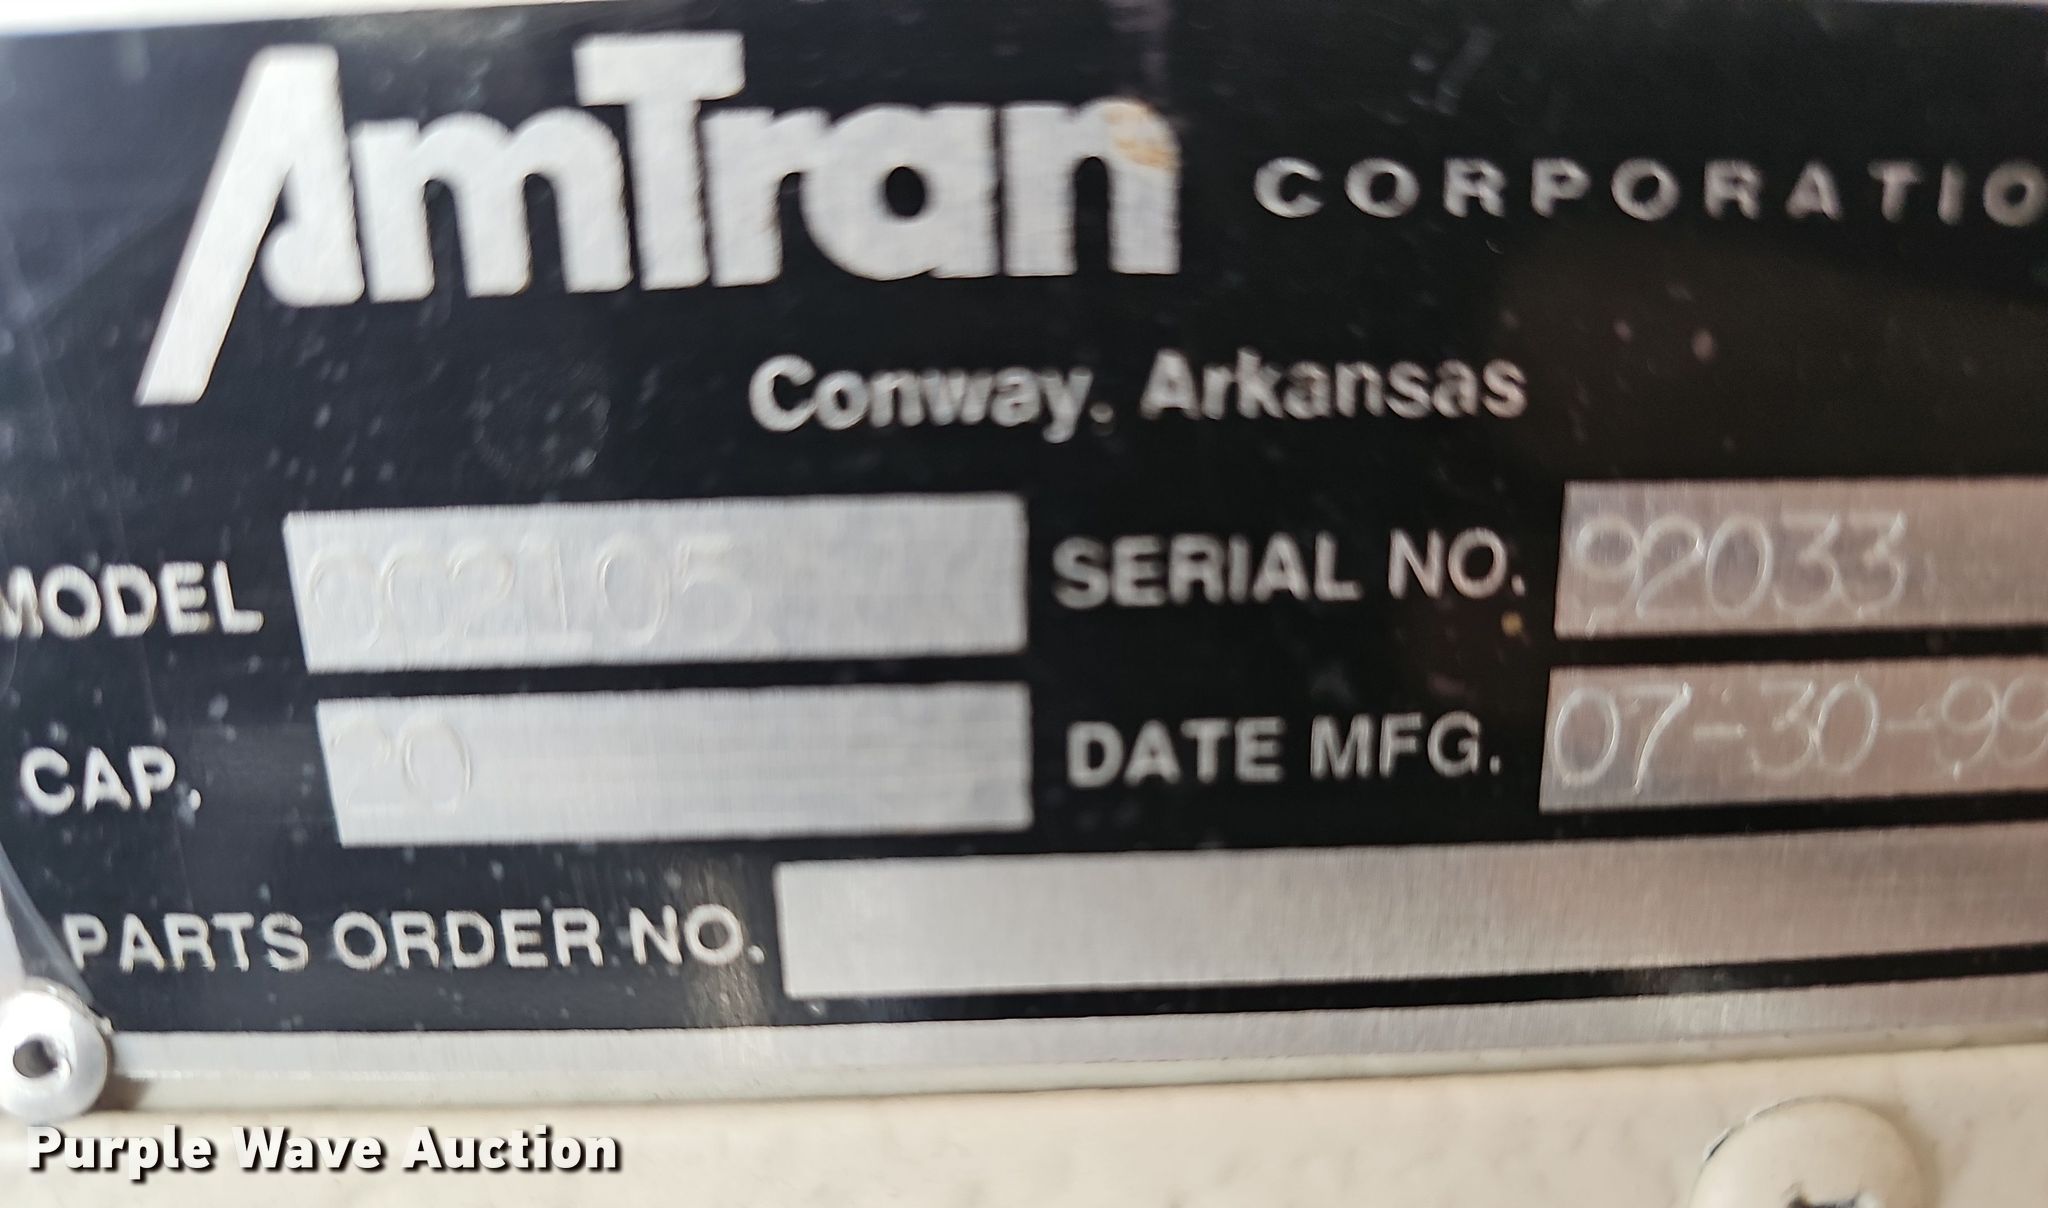 AmTran CORPORATIO
Conway, Arkansas
MODEL 002105 SERIAL NO. 92033
CAP. 20 DATE MFG. 07-30-99
PARTS ORDER NO.
Purple Wave Auction